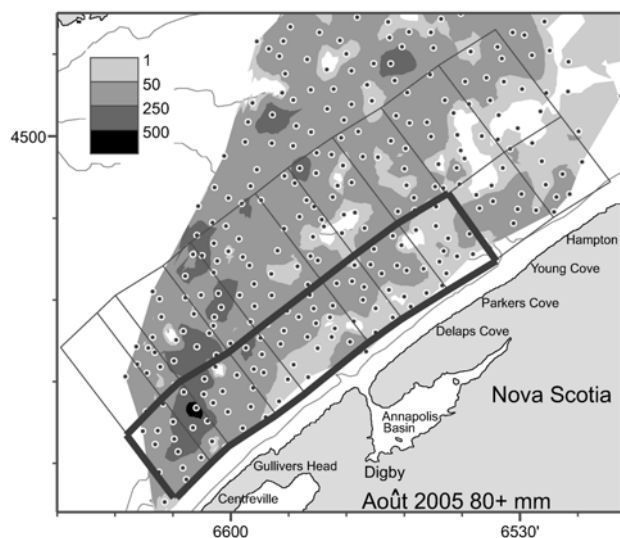 1
50
250
500
4500
Hampton
Young Cove
Parkers Cove
Delaps Cove
Nova Scotia
Annapolis
Basin
Gullivers Head
Digby
Centreville
Août 2005 80+ mm
6600
6530'